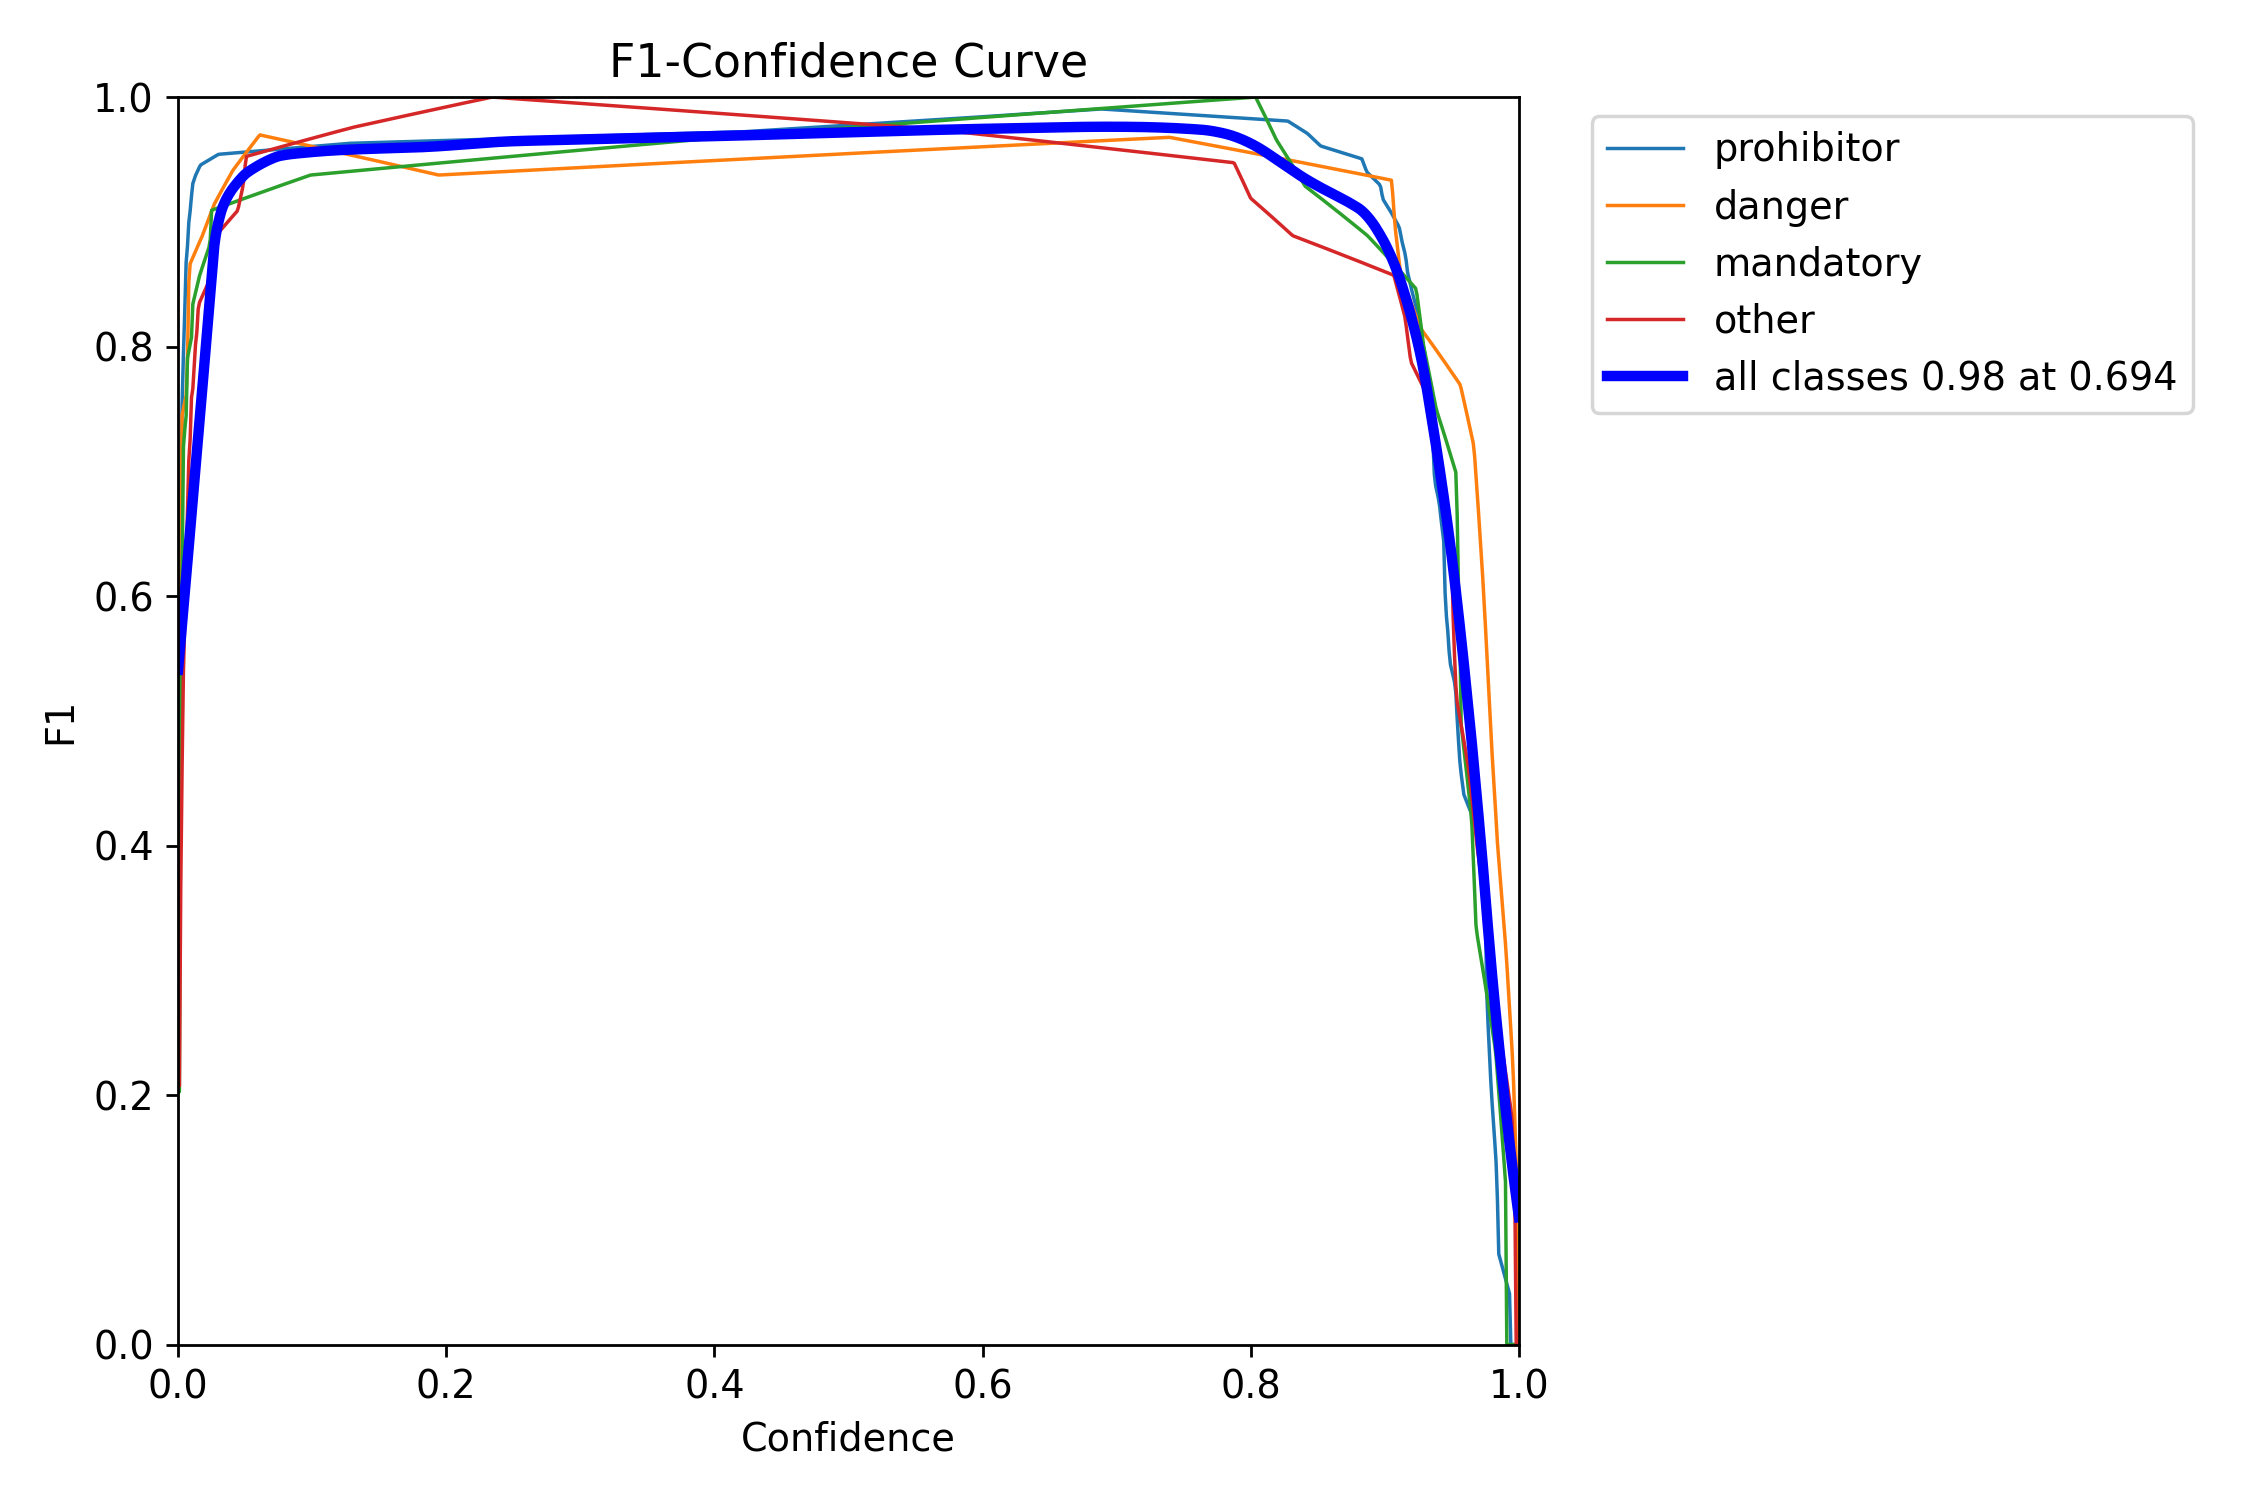 F1-Confidence Curve
1.0
0.8
0.6
0.4
0.2
0.0
F1
0.0 0.2 0.4 0.6 0.8 1.0
Confidence
prohibitor
danger
mandatory
other
all classes 0.98 at 0.694